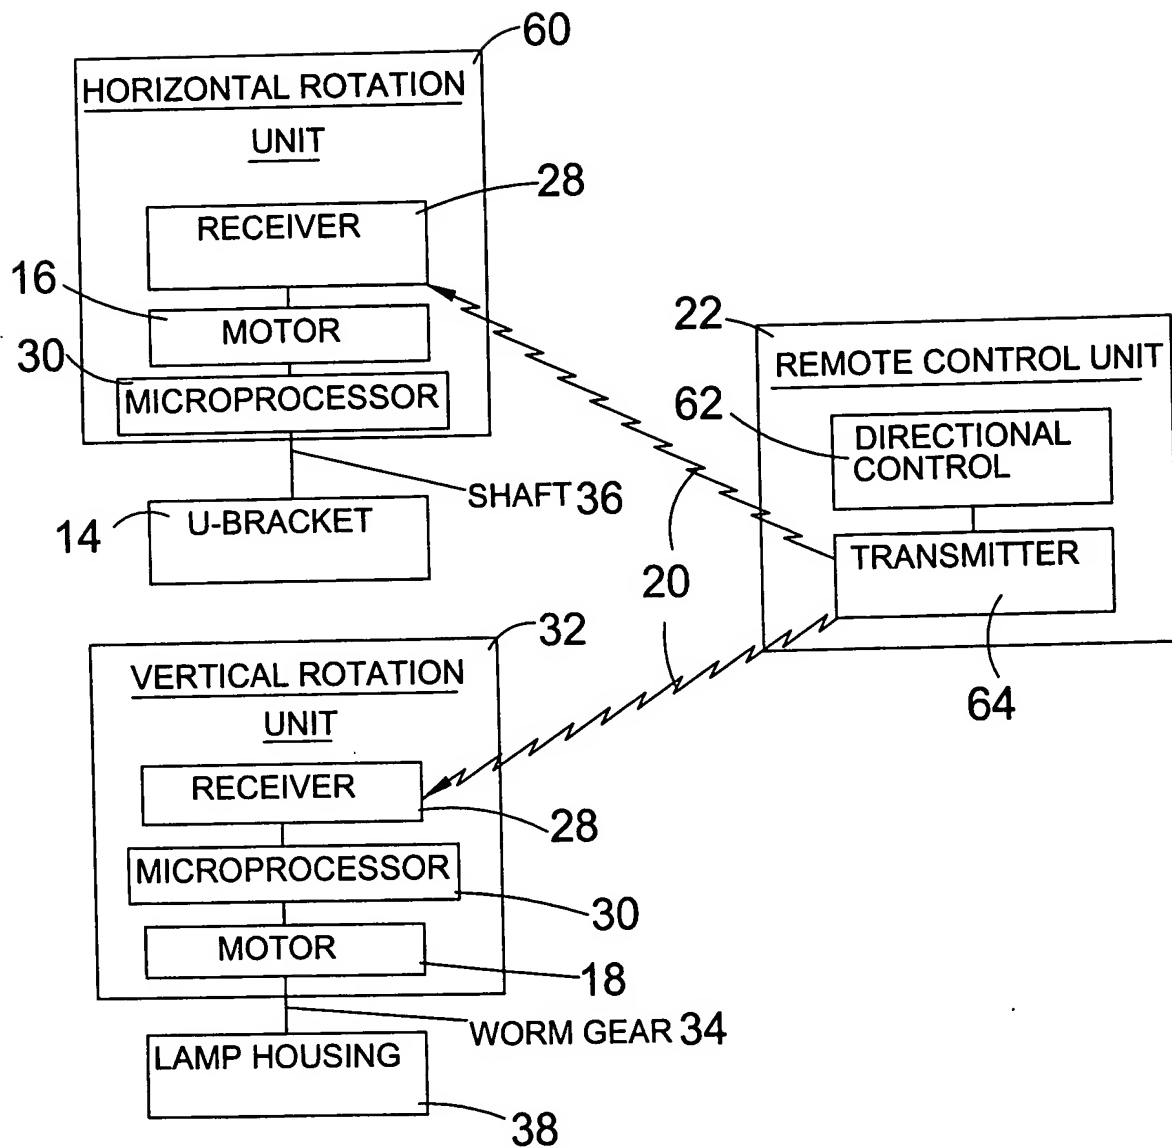 60
HORIZONTAL ROTATION
UNIT
28
RECEIVER
16
MOTOR
30
MICROPROCESSOR
SHAFT 36
14
U-BRACKET
22
REMOTE CONTROL UNIT
62
DIRECTIONAL
CONTROL
TRANSMITTER
20
64
32
VERTICAL ROTATION
UNIT
RECEIVER
28
MICROPROCESSOR
30
MOTOR
18
WORM GEAR 34
LAMP HOUSING
38